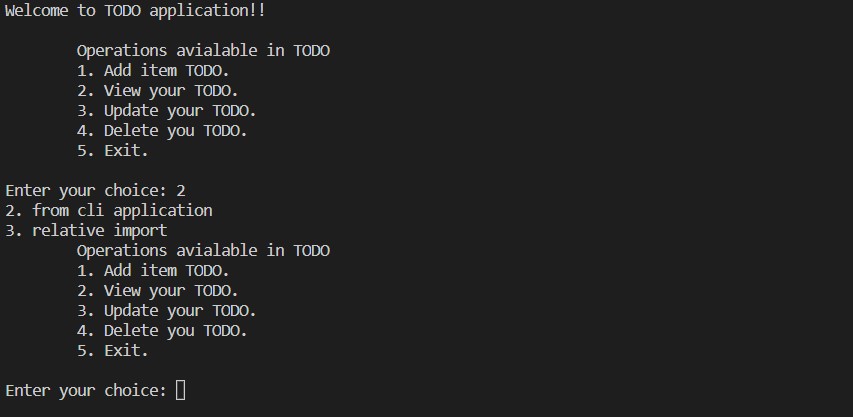 Welcome to TODO application!!
Operations avialable in TODO
1. Add item TODO.
2. View your TODO.
3. Update your TODO.
4. Delete you TODO.
5. Exit.
Enter your choice: 2
2. from cli application
3. relative import
Operations avialable in TODO
1. Add item TODO.
2. View your TODO.
3. Update your TODO.
4. Delete you TODO.
5. Exit.
Enter your choice: